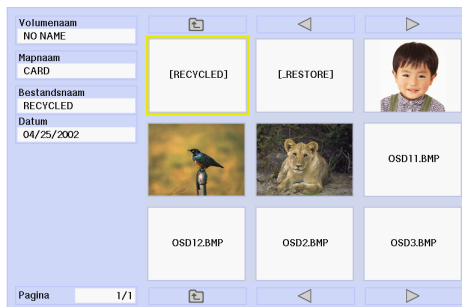 Volumenaam
NO NAME
Mapnaam
CARD
Bestandsnaam
RECYCLED
Datum
04/25/2002
[RECYCLED]
[_RESTORE]
OSD11.BMP
OSD12.BMP
OSD2.BMP
OSD3.BMP
Pagina 1/1